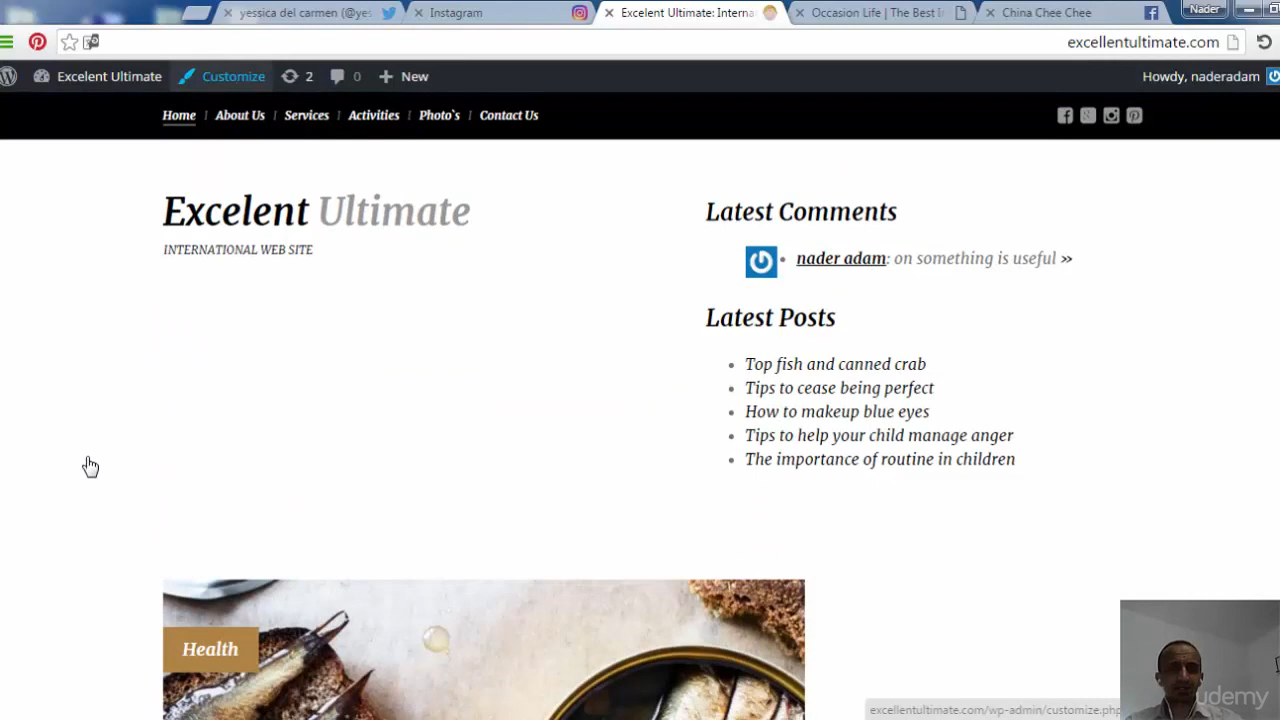 yessica del carmen (@yes
Instagram
Excelent Ultimate: Interna
Occasion Life | The Best I
China Chee Chee
Nader
excellentultimate.com
Excelent Ultimate
Customize
2
0
New
Howdy, naderadam
Home
About Us
Services
Activities
Photo`s
Contact Us
Excelent Ultimate
INTERNATIONAL WEB SITE
Latest Comments
nader adam: on something is useful »
Latest Posts
Top fish and canned crab
Tips to cease being perfect
How to makeup blue eyes
Tips to help your child manage anger
The importance of routine in children
Health
excellentultimate.com/wp-admin/customize.php
udemy